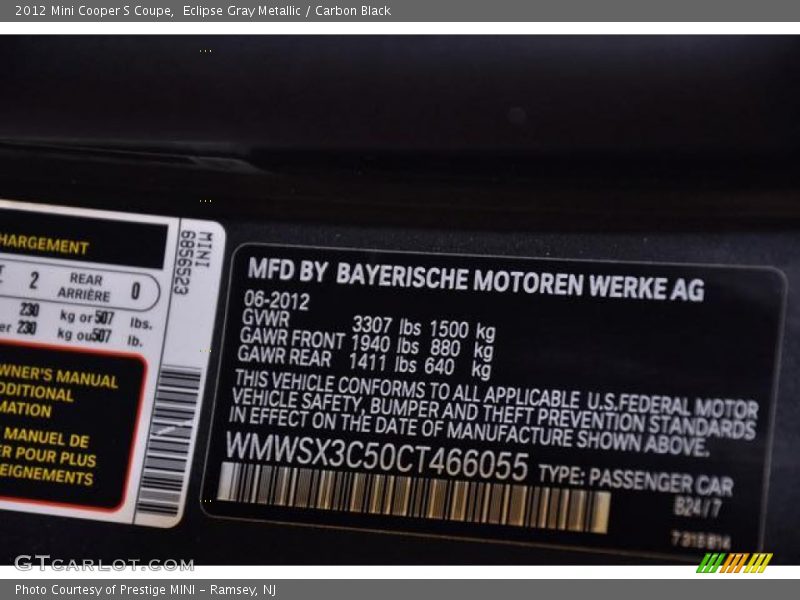 2012 Mini Cooper S Coupe,  Eclipse Gray Metallic / Carbon Black
HARGEMENT
2 REAR ARRIÈRE 0
230 kg or 507 lbs.
er 230 kg ou 507 lb.
WNER'S MANUAL
DDITIONAL
MATION
MANUEL DE
ER POUR PLUS
EIGNEMENTS
MINI
6856523
MFD BY BAYERISCHE MOTOREN WERKE AG
06-2012
GVWR 3307 lbs 1500 kg
GAWR FRONT 1940 lbs 880 kg
GAWR REAR 1411 lbs 640 kg
THIS VEHICLE CONFORMS TO ALL APPLICABLE U.S.FEDERAL MOTOR
VEHICLE SAFETY, BUMPER AND THEFT PREVENTION STANDARDS
IN EFFECT ON THE DATE OF MANUFACTURE SHOWN ABOVE.
WMWSX3C50CT466055 TYPE: PASSENGER CAR
B24/7
GTCARLOT.COM
Photo Courtesy of Prestige MINI - Ramsey, NJ